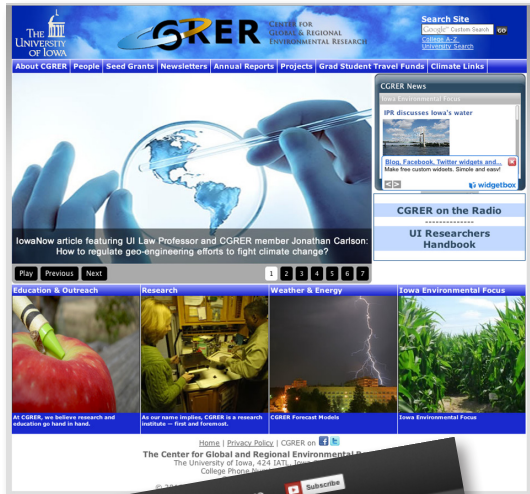 L
THE
UNIVERSITY
OF IOWA
CGRER
CENTER FOR
GLOBAL & REGIONAL
ENVIRONMENTAL RESEARCH
Search Site
Google™ Custom Search GO
College A-Z
University Search
About CGRER People Seed Grants Newsletters Annual Reports Projects Grad Student Travel Funds Climate Links
CGRER News
Iowa Environmental Focus
IPR discusses Iowa's water
Blog, Facebook, Twitter widgets and...
Make free custom widgets. Simple and easy!
widgetbox
CGRER on the Radio
-------------
UI Researchers
Handbook
IowaNow article featuring UI Law Professor and CGRER member Jonathan Carlson:
How to regulate geo-engineering efforts to fight climate change?
Play Previous Next 1 2 3 4 5 6 7
Education & Outreach Research Weather & Energy Iowa Environmental Focus
At CGRER, we believe research and
education go hand in hand.
As our name implies, CGRER is a research
institute — first and foremost.
CGRER Forecast Models
Iowa Environmental Focus
Home | Privacy Policy | CGRER on
The Center for Global and Regional Environmental
The University of Iowa, 424 IATL,
College Phone
Subscribe